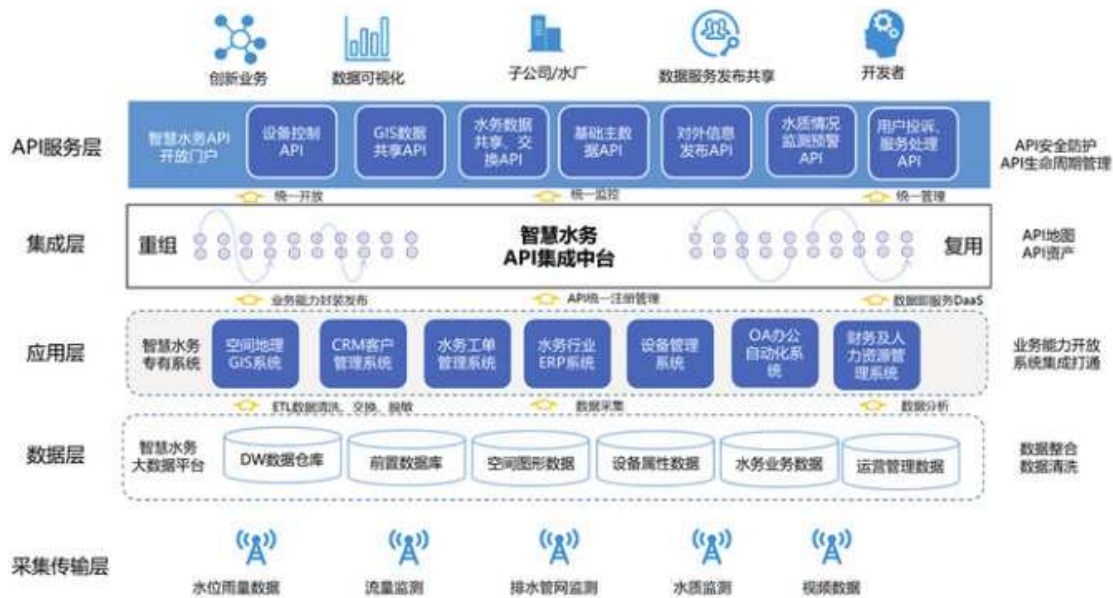 创新业务
数据可视化
子公司/水厂
数据服务发布共享
开发者
API服务层
智慧水务API
开放门户
设备控制
API
GIS数据
共享API
水务数据
共享、交
换API
基础主数
据API
对外信息
发布API
水质情况
监测预警
API
用户投诉、
服务处理
API
API安全防护
API生命周期管理
统一开放
统一监控
统一管理
集成层
重组
智慧水务
API集成中台
复用
API地图
API资产
业务能力封装发布
API统一注册管理
数据即服务DaaS
应用层
智慧水务
专有系统
空间地理
GIS系统
CRM客户
管理系统
水务工单
管理系统
水务行业
ERP系统
设备管理
系统
OA办公
自动化系
统
财务及人
力资源管
理系统
业务能力开放
系统集成打通
ETL数据清洗、交换、脱敏
数据采集
数据分析
数据层
智慧水务
大数据平台
DW数据仓库
前置数据库
空间图形数据
设备属性数据
水务业务数据
运营管理数据
数据整合
数据清洗
采集传输层
水位雨量数据
流量监测
排水管网监测
水质监测
视频数据